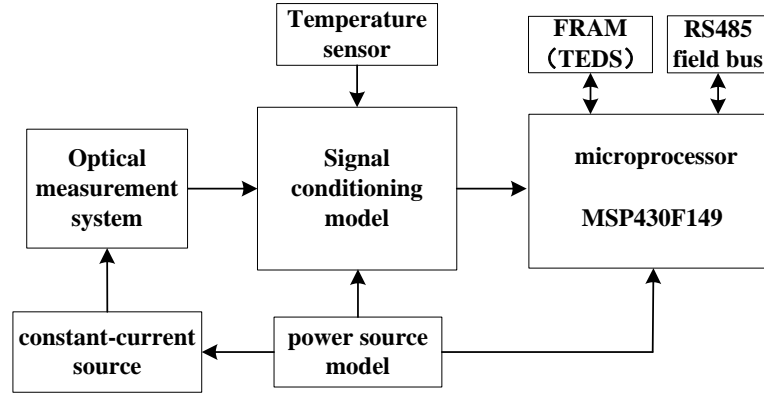 Temperature
sensor
FRAM
（TEDS）
RS485
field bus
Optical
measurement
system
Signal
conditioning
model
microprocessor
MSP430F149
constant-current
source
power source
model